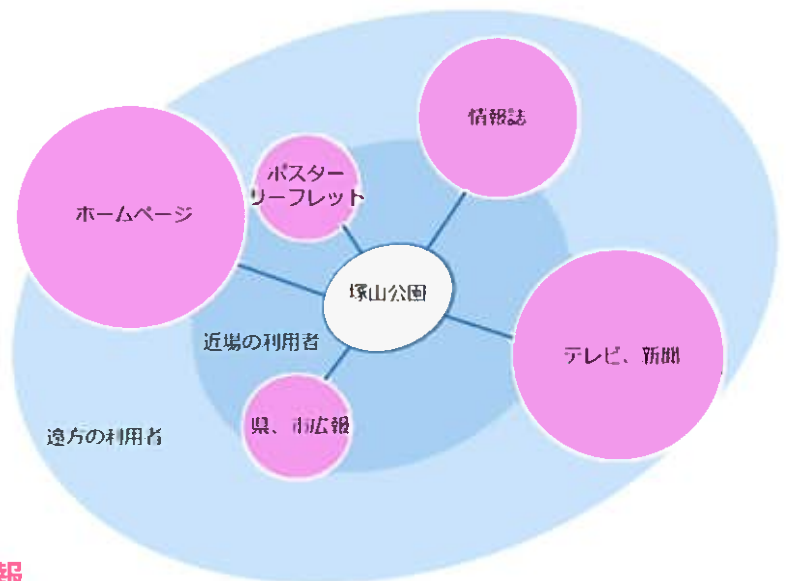 情報誌
ポスター
リーフレット
ホームページ
塚山公園
近場の利用者
テレビ、新聞
県、市広報
遠方の利用者
報